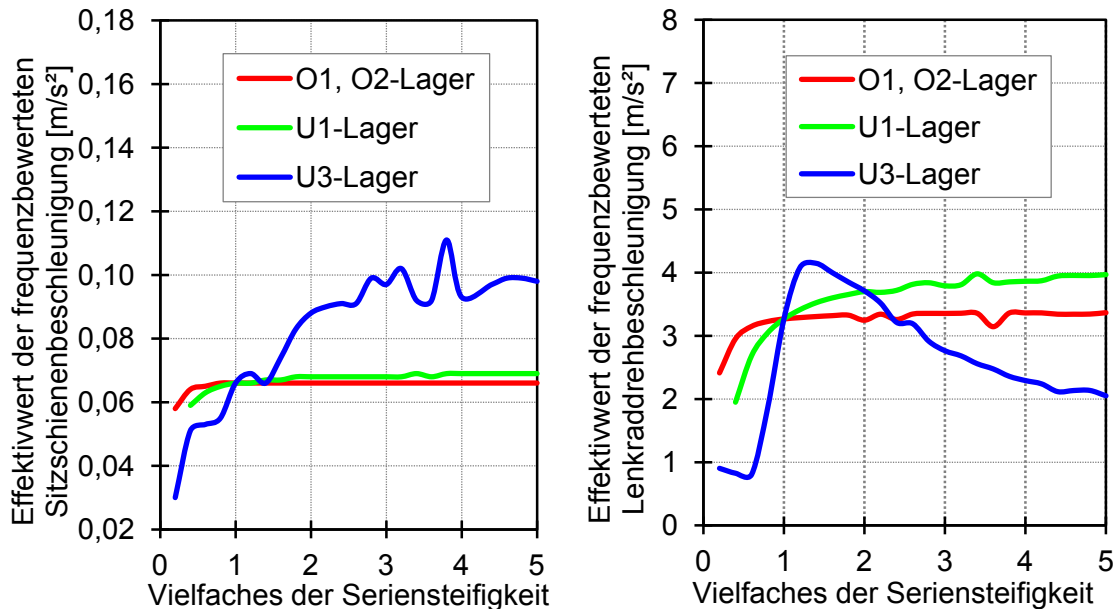 Effektivwert der frequenzbewerteten
Sitzschienenbeschleunigung [m/s²]
0,18
0,16
0,14
0,12
0,10
0,08
0,06
0,04
0,02
O1, O2-Lager
U1-Lager
U3-Lager
0 1 2 3 4 5
Vielfaches der Seriensteifigkeit
Effektivwert der frequenzbewerteten
Lenkraddrehbeschleunigung [m/s²]
8
7
6
5
4
3
2
1
0
O1, O2-Lager
U1-Lager
U3-Lager
0 1 2 3 4 5
Vielfaches der Seriensteifigkeit